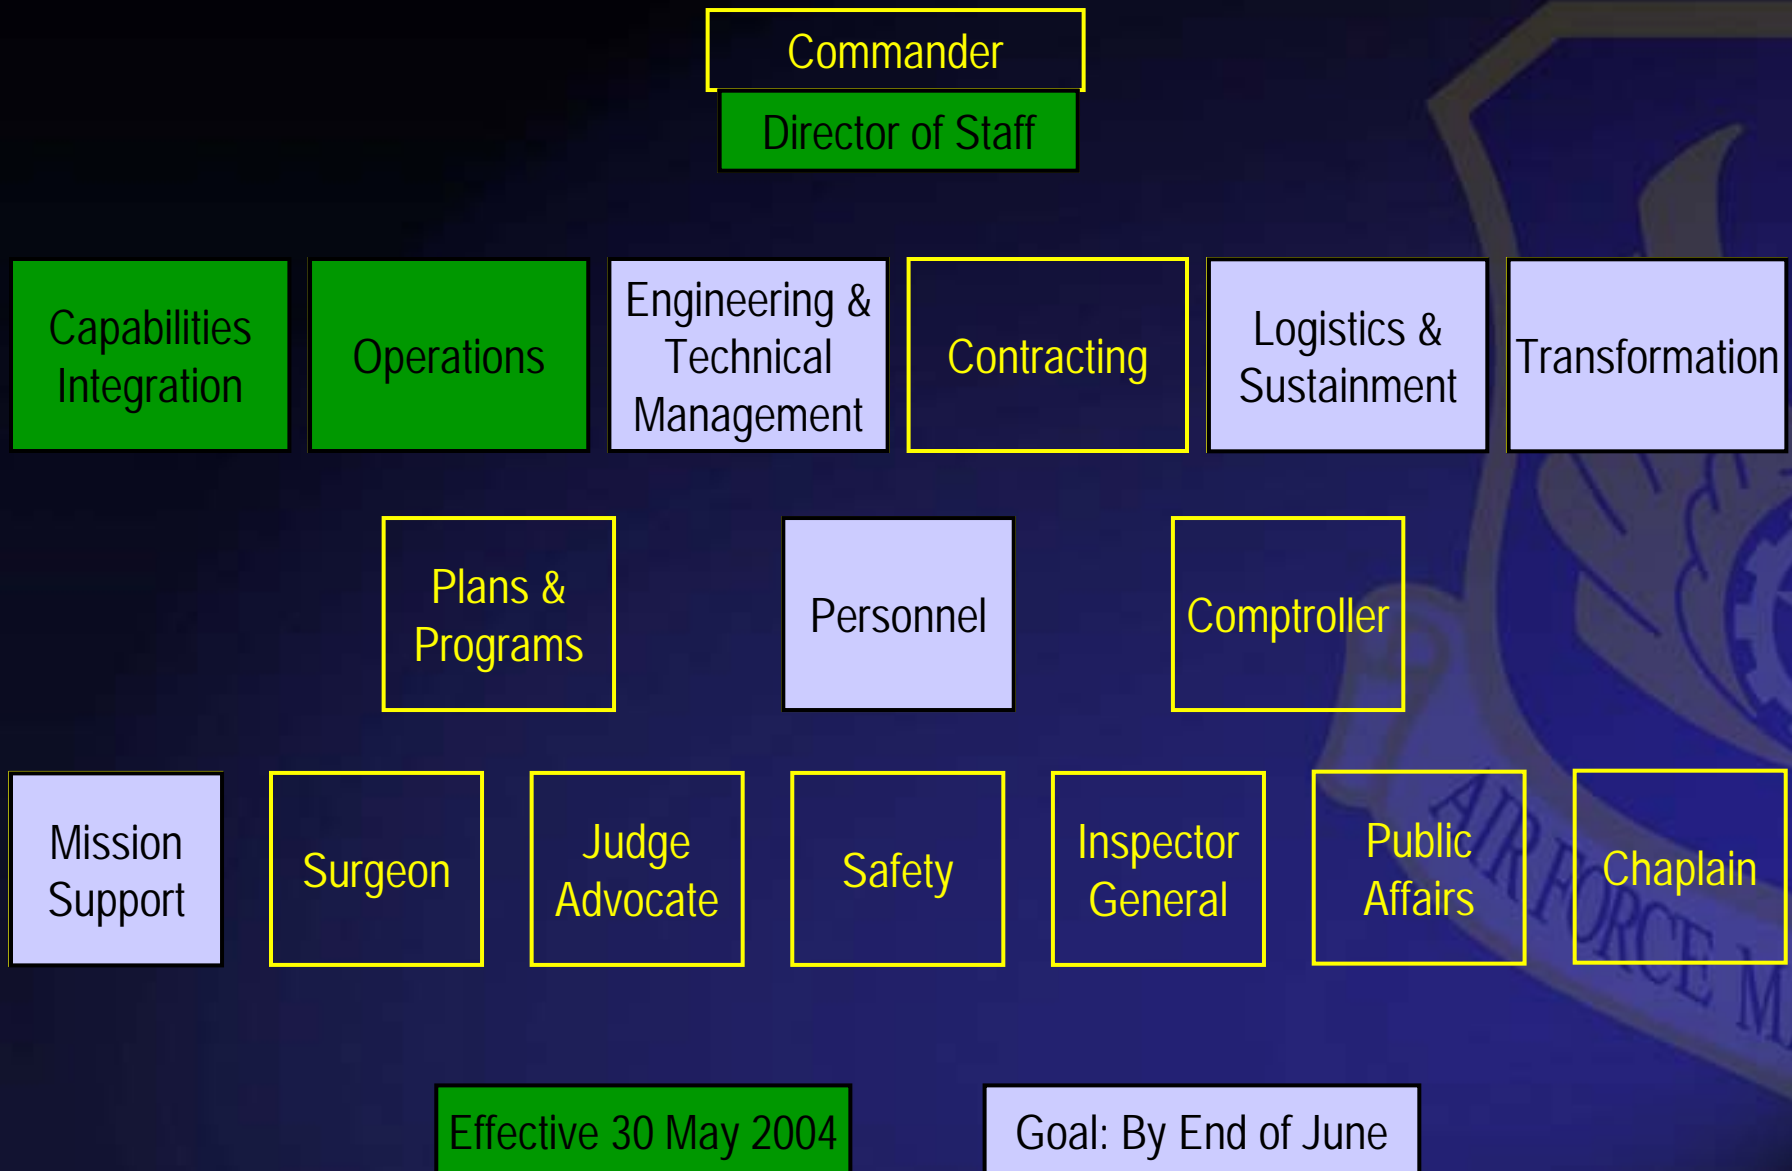 Commander
Director of Staff
Capabilities
Integration
Operations
Engineering &
Technical
Management
Contracting
Logistics &
Sustainment
Transformation
Plans &
Programs
Personnel
Comptroller
Mission
Support
Surgeon
Judge
Advocate
Safety
Inspector
General
Public
Affairs
Chaplain
AIR FORCE
Effective 30 May 2004
Goal: By End of June